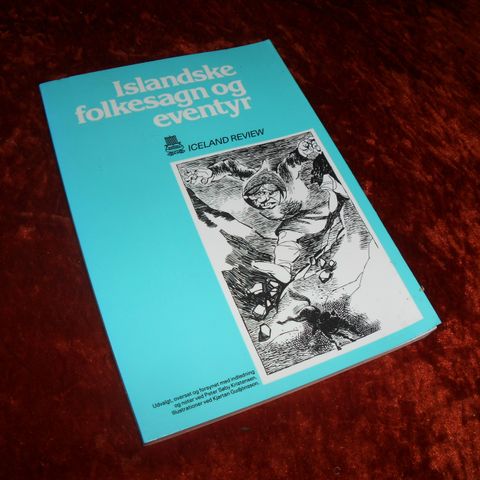 Islandske
folkesagn og
eventyr
ICELAND REVIEW
Udvalgt, oversat og forsynet med indledning
og noter ved Peter Søby Kristensen.
Illustrationer ved Kjartan Guðjónsson.